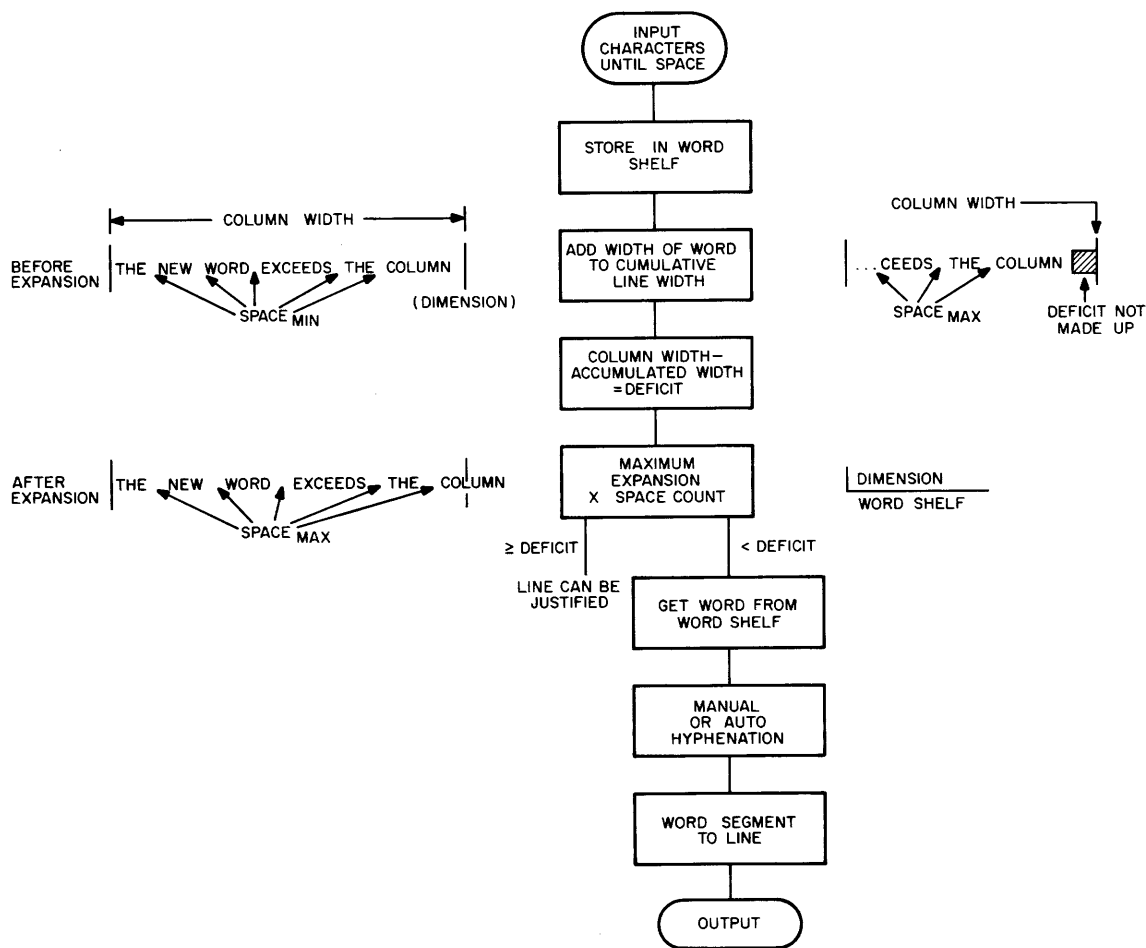 INPUT
CHARACTERS
UNTIL SPACE
STORE IN WORD
SHELF
ADD WIDTH OF WORD
TO CUMULATIVE
LINE WIDTH
COLUMN WIDTH–
ACCUMULATED WIDTH
=DEFICIT
MAXIMUM
EXPANSION
X SPACE COUNT
≥ DEFICIT
< DEFICIT
LINE CAN BE
JUSTIFIED
GET WORD FROM
WORD SHELF
MANUAL
OR AUTO
HYPHENATION
WORD SEGMENT
TO LINE
OUTPUT
COLUMN WIDTH
BEFORE
EXPANSION
THE NEW WORD EXCEEDS THE COLUMN
(DIMENSION)
SPACE MIN
AFTER
EXPANSION
THE NEW WORD EXCEEDS THE COLUMN
SPACE MAX
COLUMN WIDTH
...CEEDS THE COLUMN
SPACE MAX
DEFICIT NOT
MADE UP
DIMENSION
WORD SHELF